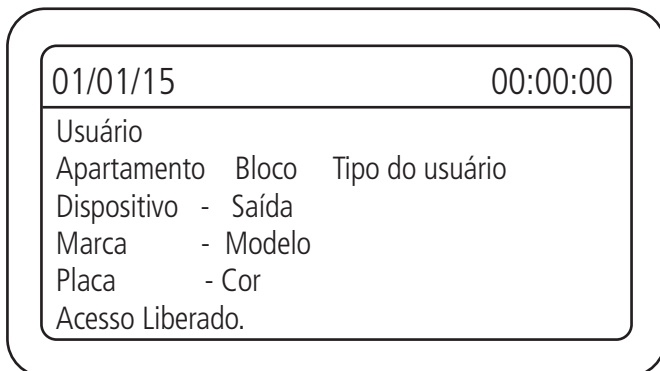 01/01/15 00:00:00
Usuário
Apartamento Bloco Tipo do usuário
Dispositivo - Saída
Marca - Modelo
Placa - Cor
Acesso Liberado.